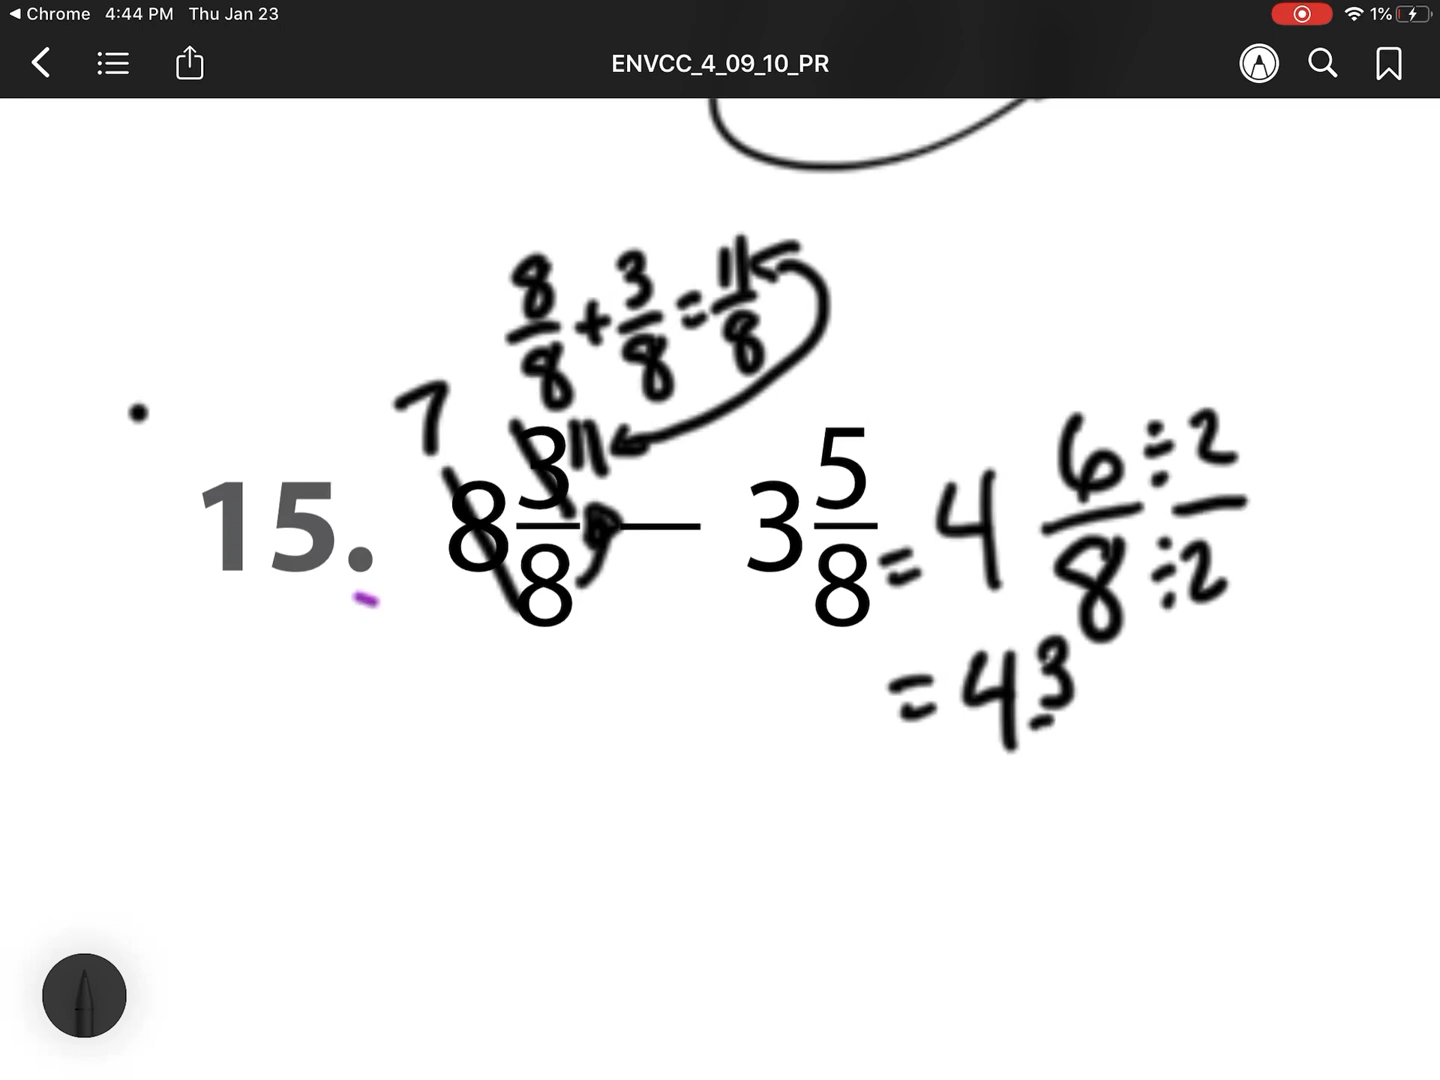 Chrome 4:44 PM Thu Jan 23 1%
ENVCC_4_09_10_PR
8/8 + 3/8 = 11/8
7 11
15. 8 3/8 − 3 5/8 = 4 6/8 ÷2/÷2
= 4 3